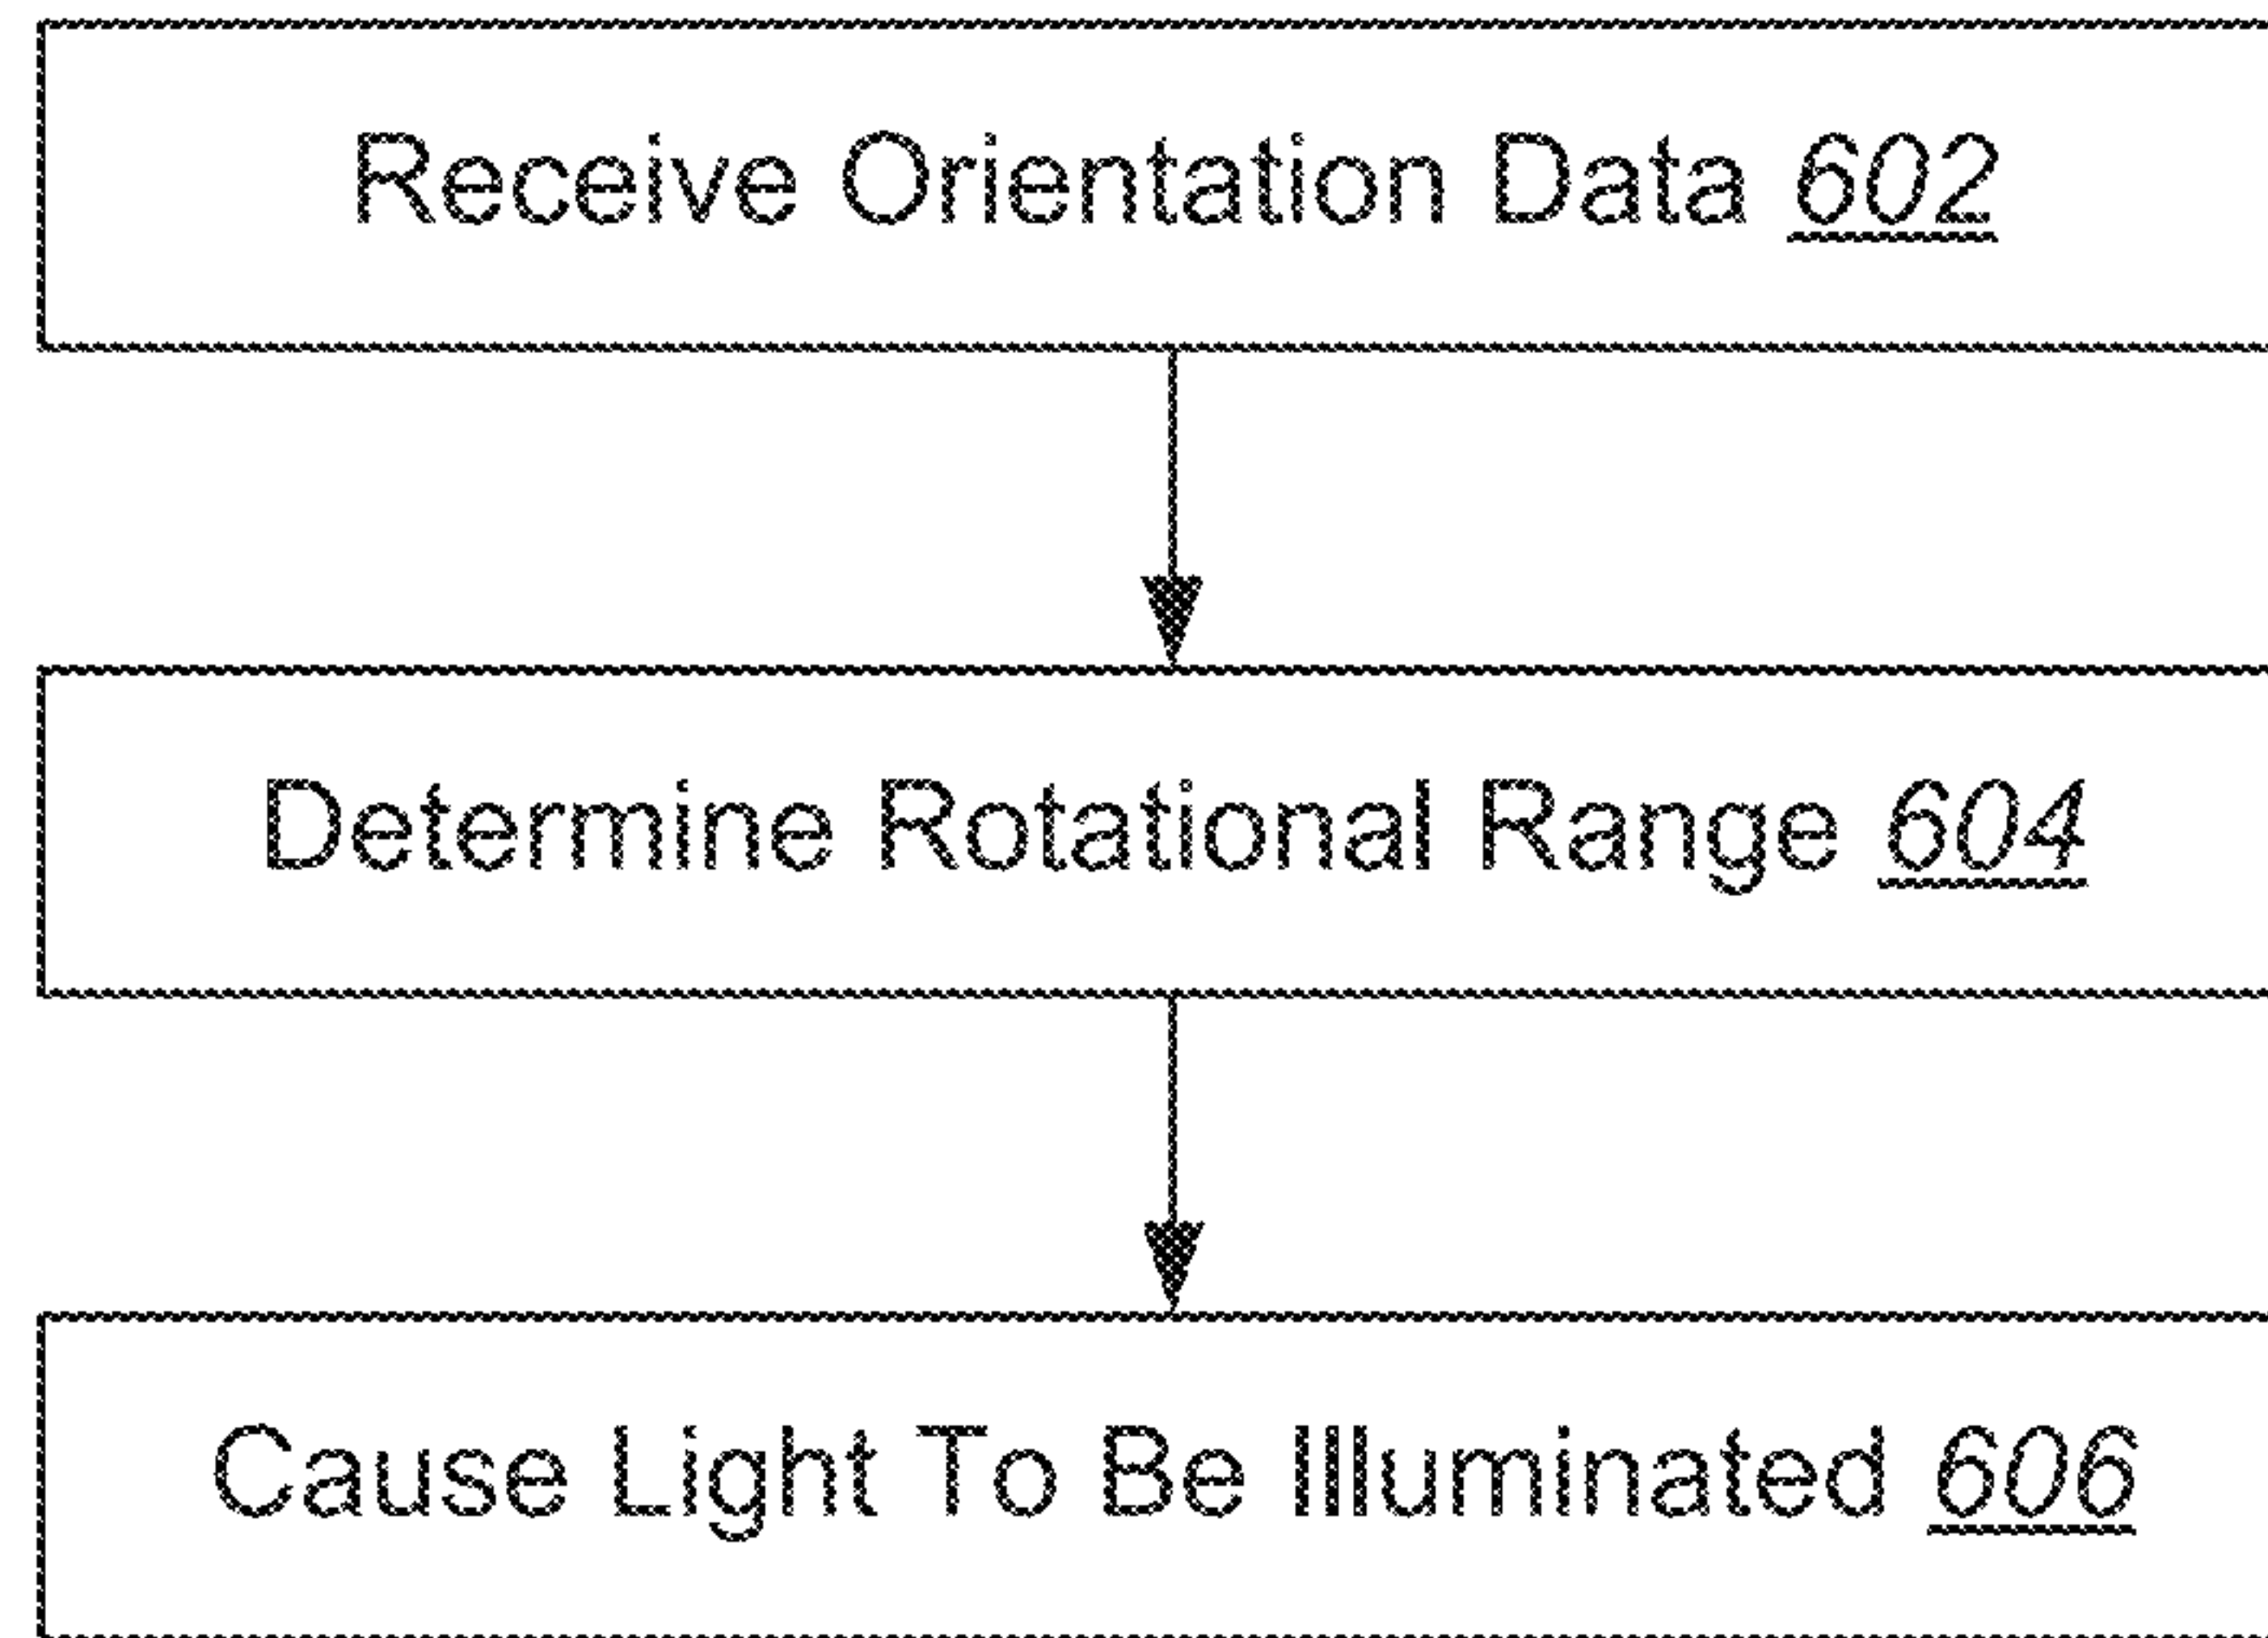 Receive Orientation Data 602
Determine Rotational Range 604
Cause Light To Be Illuminated 606